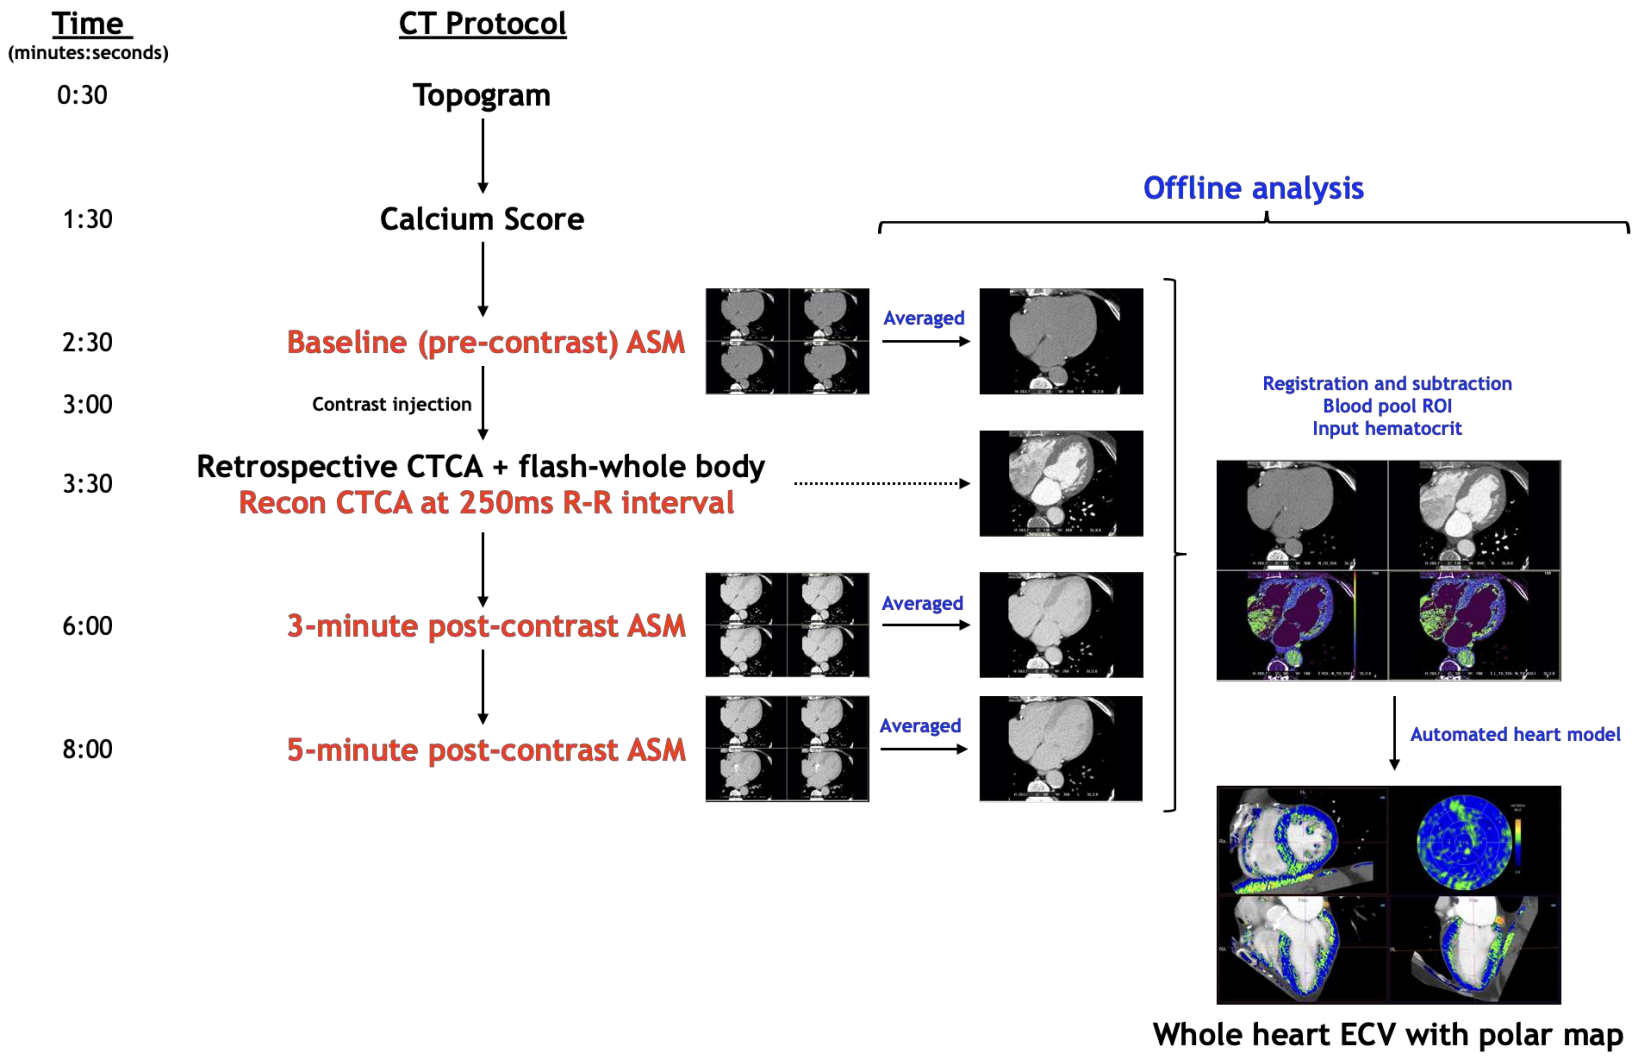 Time
(minutes:seconds)
CT Protocol
0:30
Topogram
Offline analysis
1:30
Calcium Score
2:30
Baseline (pre-contrast) ASM
Averaged
3:00
Contrast injection
Registration and subtraction
Blood pool ROI
Input hematocrit
3:30
Retrospective CTCA + flash-whole body
Recon CTCA at 250ms R-R interval
6:00
3-minute post-contrast ASM
Averaged
8:00
5-minute post-contrast ASM
Averaged
Automated heart model
Whole heart ECV with polar map